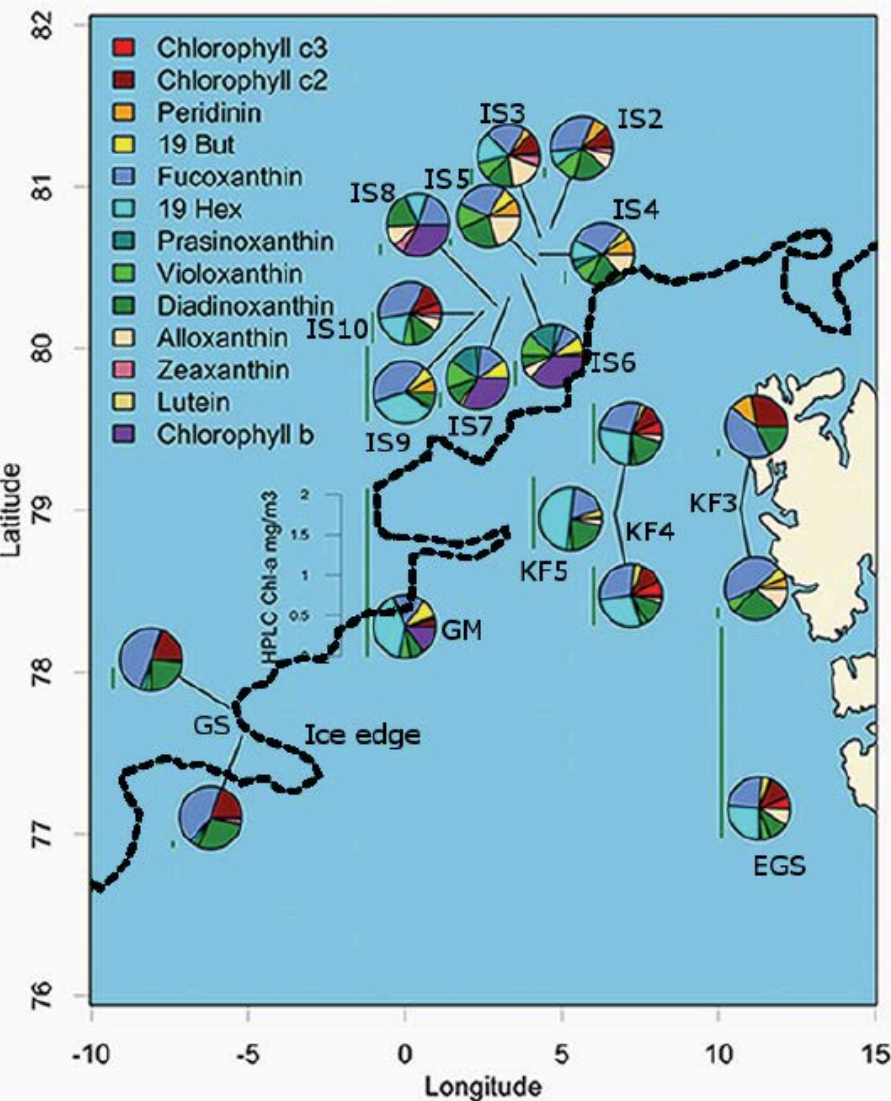 82
81
80
79
78
77
76
Latitude
Chlorophyll c3
Chlorophyll c2
Peridinin
19 But
Fucoxanthin
19 Hex
Prasinoxanthin
Violoxanthin
Diadinoxanthin
Alloxanthin
Zeaxanthin
Lutein
Chlorophyll b
IS3
IS2
IS8
IS5
IS4
IS10
IS6
IS9
IS7
KF3
KF4
KF5
HPLC Chl-a mg/m3
2
1.5
1
0.5
GM
GS
Ice edge
EGS
-10
-5
0
5
10
15
Longitude